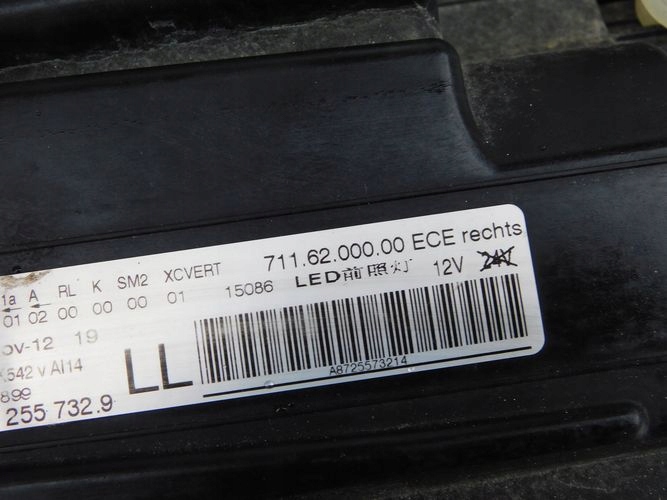 711.62.000.00 ECE rechts
1a A RL K SM2 XCVERT
01 02 00 00 00 01 15086 LED前照灯 12V 24V
ov-12 19
.542 v AI14
899
LL
255 732.9
A8725573214